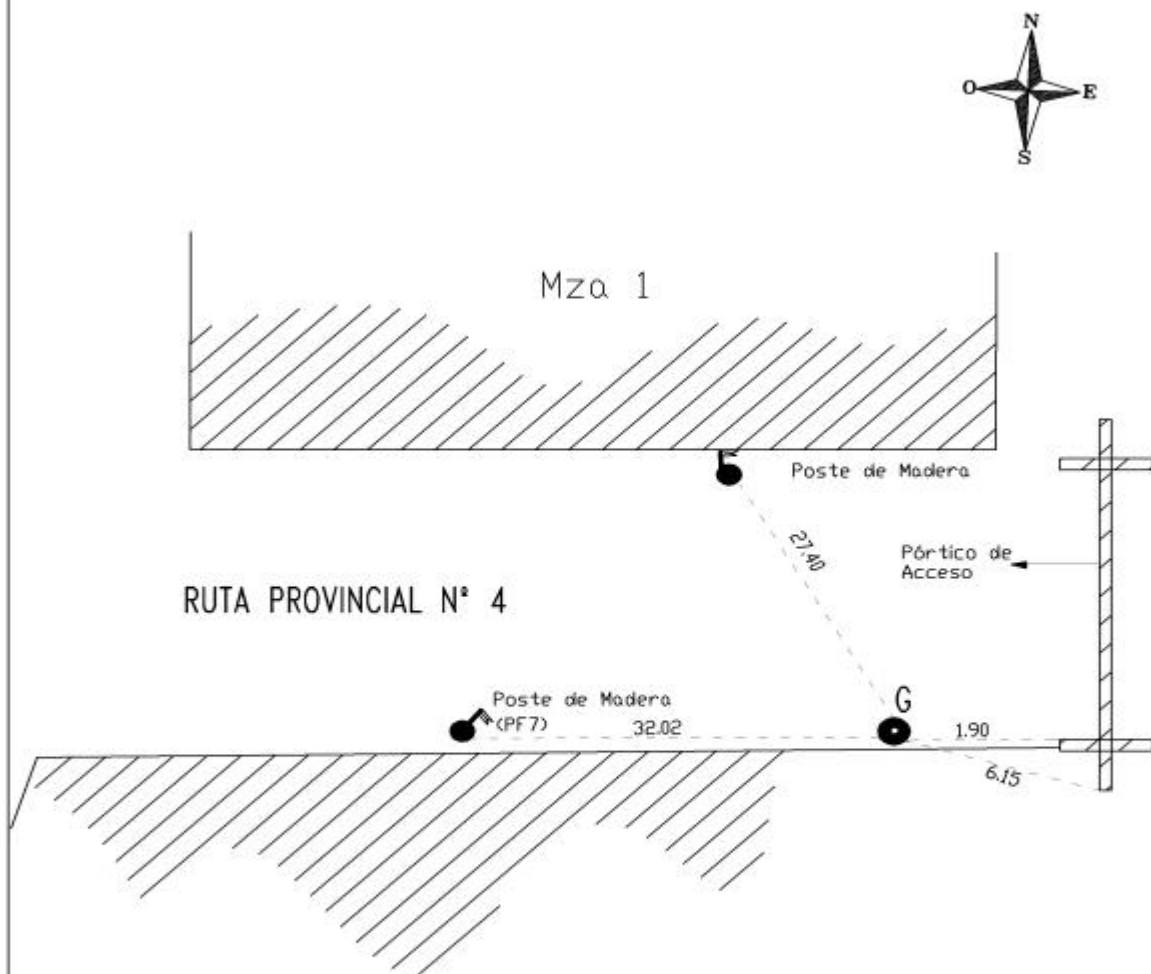 N
O E
S
Mza 1
Poste de Madera
27.40
Pórtico de
Acceso
RUTA PROVINCIAL Nº 4
Poste de Madera
(PF7)
32.02
G
1.90
6.15